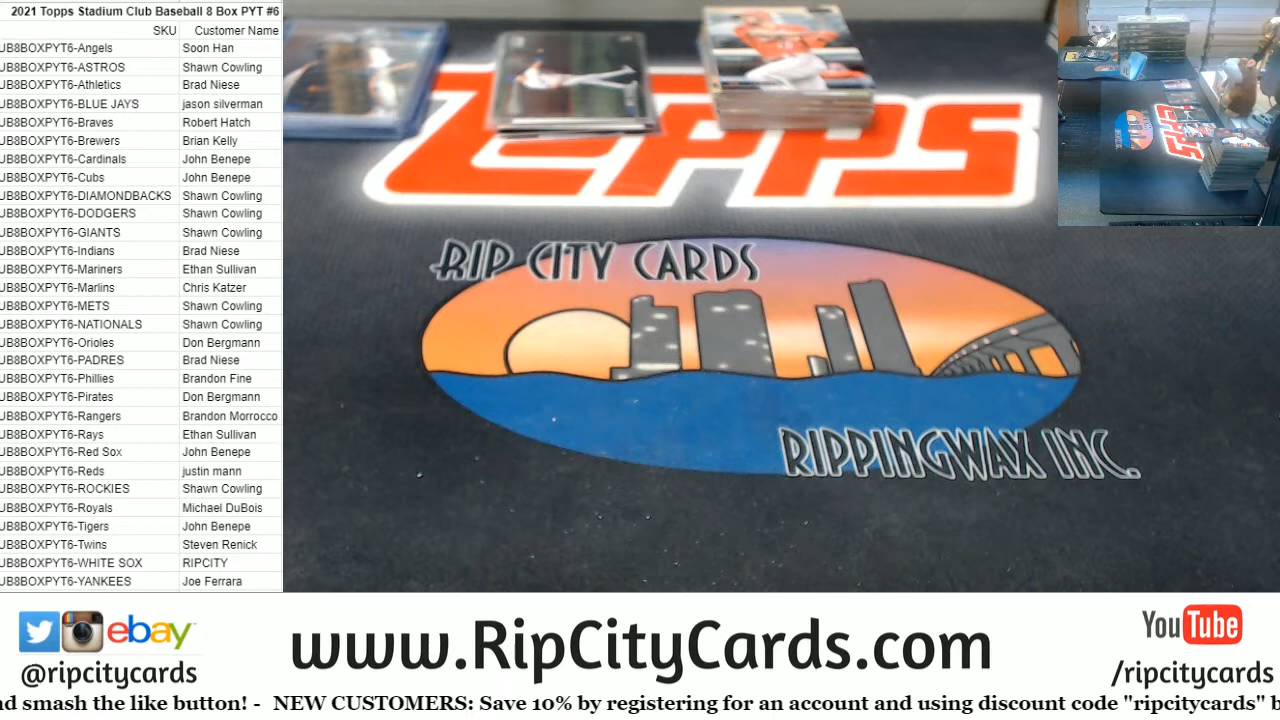 2021 Topps Stadium Club Baseball 8 Box PYT #6
SKU Customer Name
UB8BOXPYT6-Angels Soon Han
UB8BOXPYT6-ASTROS Shawn Cowling
UB8BOXPYT6-Athletics Brad Niese
UB8BOXPYT6-BLUE JAYS jason silverman
UB8BOXPYT6-Braves Robert Hatch
UB8BOXPYT6-Brewers Brian Kelly
UB8BOXPYT6-Cardinals John Benepe
UB8BOXPYT6-Cubs John Benepe
UB8BOXPYT6-DIAMONDBACKS Shawn Cowling
UB8BOXPYT6-DODGERS Shawn Cowling
UB8BOXPYT6-GIANTS Shawn Cowling
UB8BOXPYT6-Indians Brad Niese
UB8BOXPYT6-Mariners Ethan Sullivan
UB8BOXPYT6-Marlins Chris Katzer
UB8BOXPYT6-METS Shawn Cowling
UB8BOXPYT6-NATIONALS Shawn Cowling
UB8BOXPYT6-Orioles Don Bergmann
UB8BOXPYT6-PADRES Brad Niese
UB8BOXPYT6-Phillies Brandon Fine
UB8BOXPYT6-Pirates Don Bergmann
UB8BOXPYT6-Rangers Brandon Morrocco
UB8BOXPYT6-Rays Ethan Sullivan
UB8BOXPYT6-Red Sox John Benepe
UB8BOXPYT6-Reds justin mann
UB8BOXPYT6-ROCKIES Shawn Cowling
UB8BOXPYT6-Royals Michael DuBois
UB8BOXPYT6-Tigers John Benepe
UB8BOXPYT6-Twins Steven Renick
UB8BOXPYT6-WHITE SOX RIPCITY
UB8BOXPYT6-YANKEES Joe Ferrara
Topps
RIP CITY CARDS
RIPPINGWAX INC.
ebay
@ripcitycards
www.RipCityCards.com
YouTube
/ripcitycards
nd smash the like button! - NEW CUSTOMERS: Save 10% by registering for an account and using discount code "ripcitycards" b